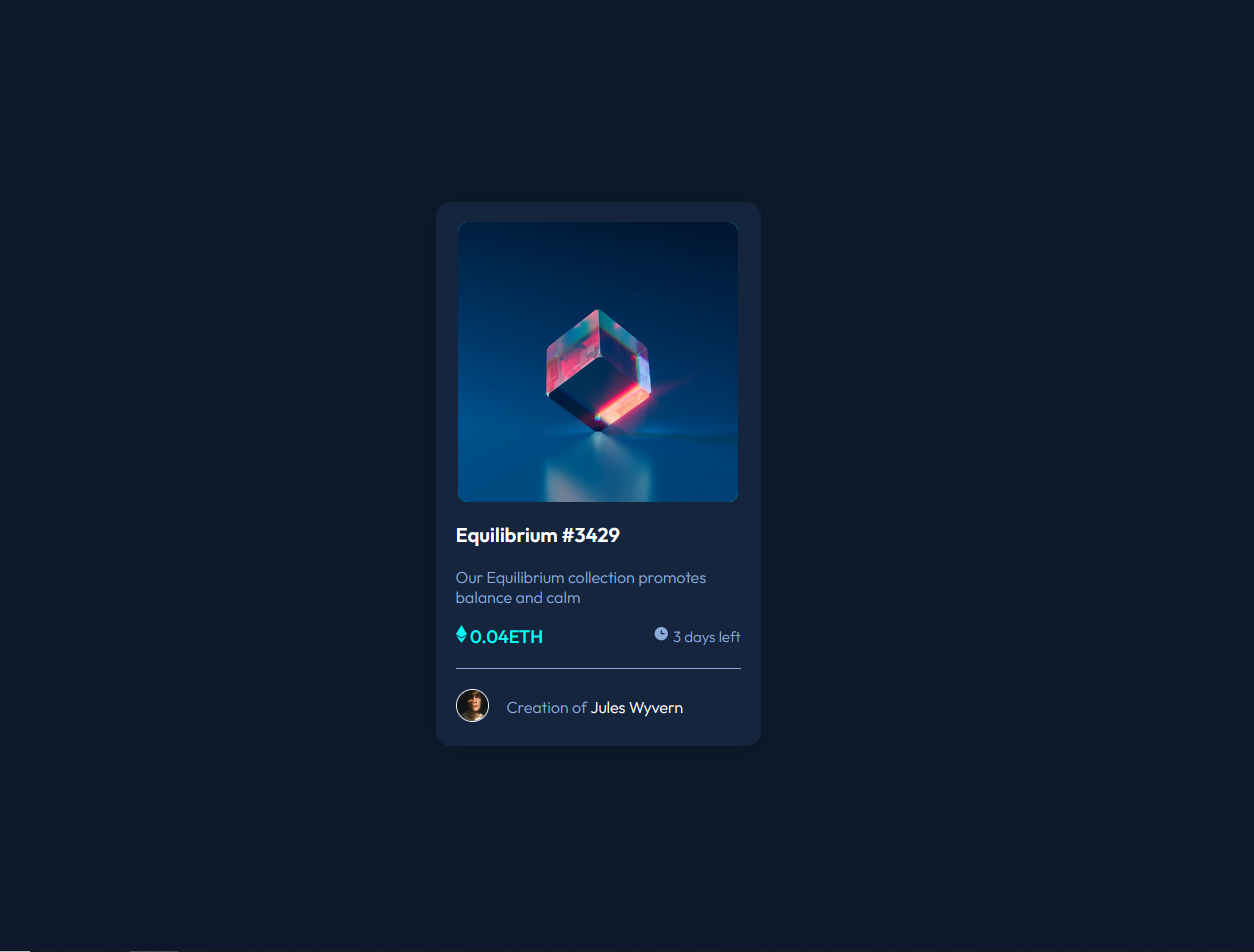 Equilibrium #3429
Our Equilibrium collection promotes
balance and calm
0.04ETH 3 days left
Creation of Jules Wyvern